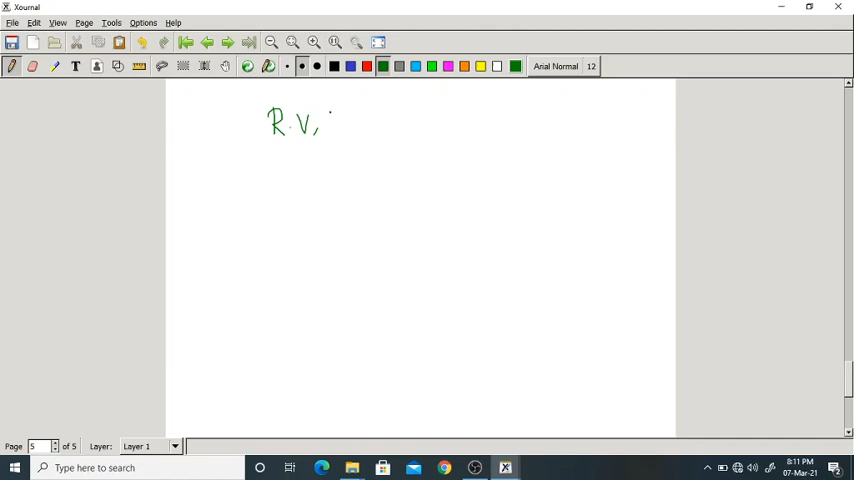 Xournal
File Edit View Page Tools Options Help
Arial Normal 12
R.V,
Page 5 of 5 Layer: Layer 1
Type here to search
8:11 PM
07-Mar-21
2